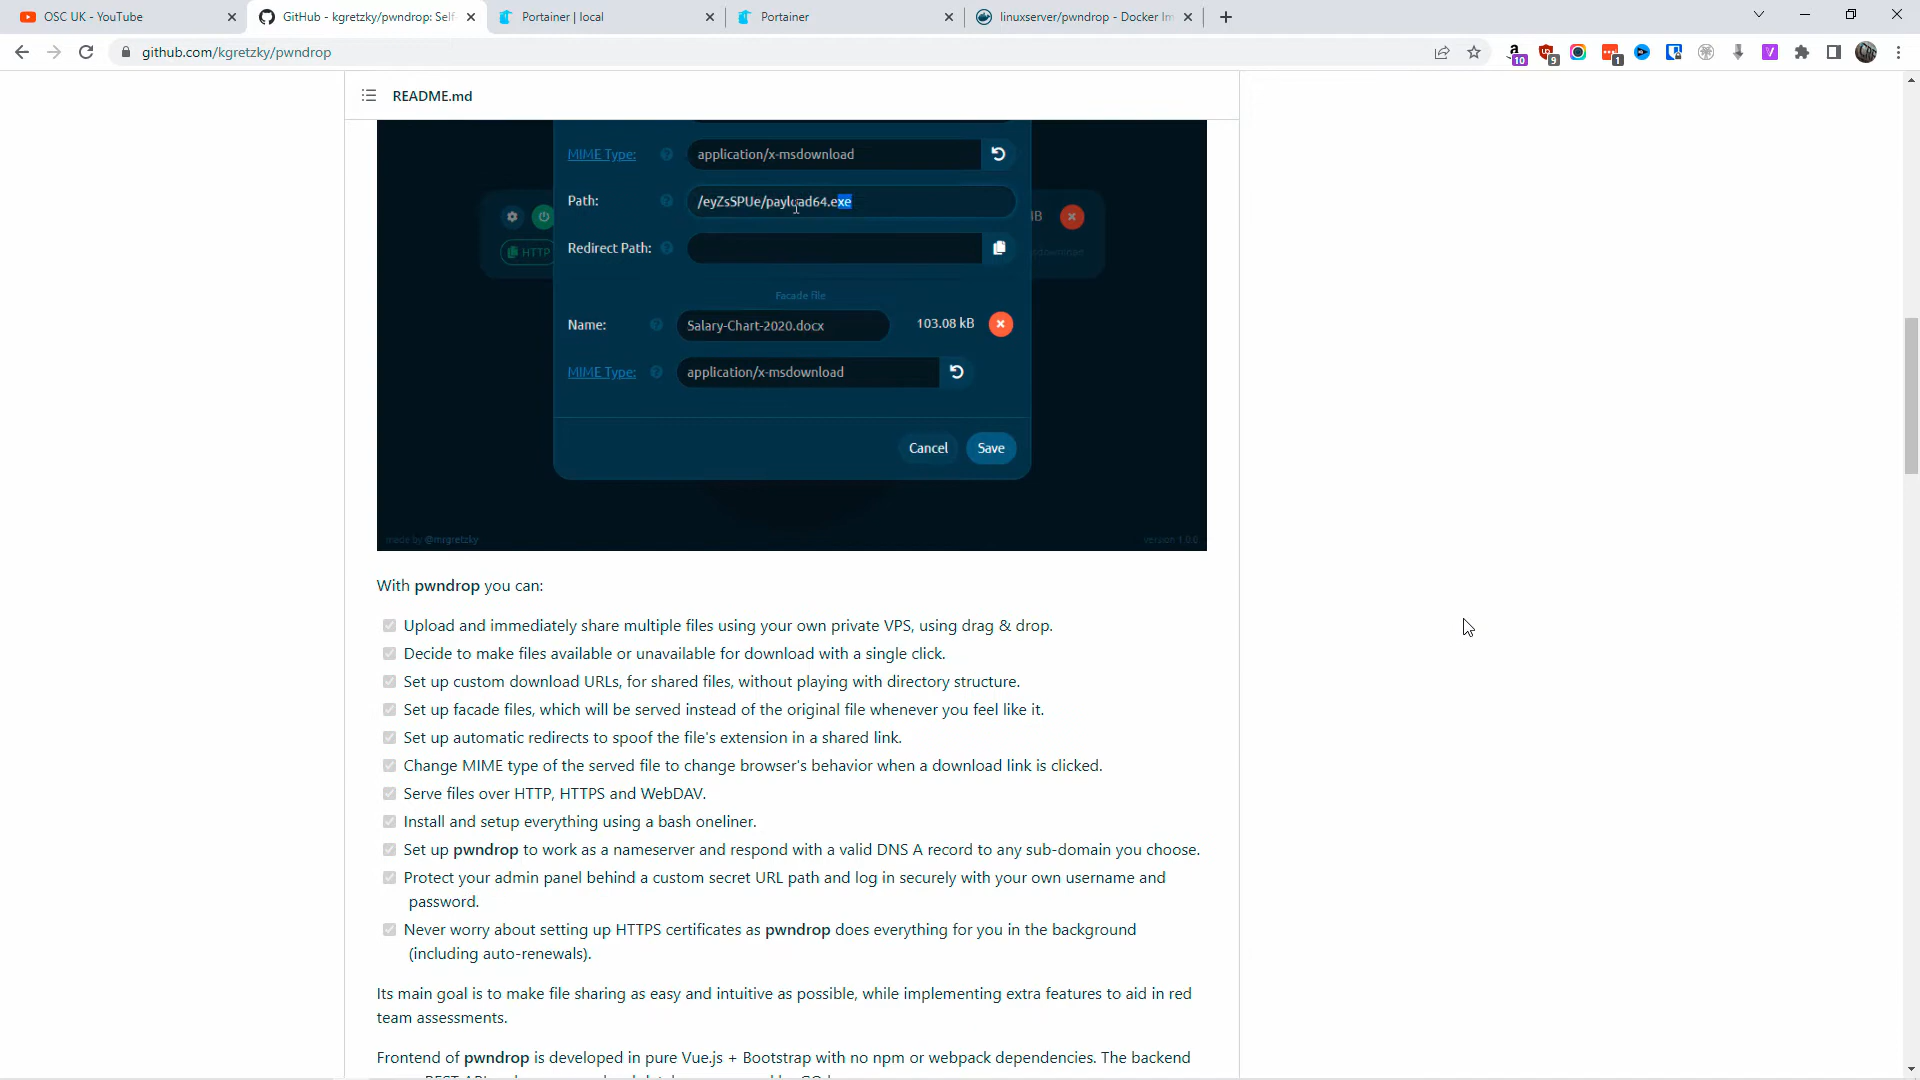 OSC UK - YouTube
GitHub - kgretzky/pwndrop: Self
Portainer | local
Portainer
linuxserver/pwndrop - Docker Im
github.com/kgretzky/pwndrop
10
9
1
README.md
MIME Type:
application/x-msdownload
Path:
/eyZsSPUe/payload64.exe
HTTP
Redirect Path:
Facade file
Name:
Salary-Chart-2020.docx
103.08 kB
MIME Type:
application/x-msdownload
Cancel
Save
made by @mrgretzky
version 1.0.0
With pwndrop you can:
Upload and immediately share multiple files using your own private VPS, using drag & drop.
Decide to make files available or unavailable for download with a single click.
Set up custom download URLs, for shared files, without playing with directory structure.
Set up facade files, which will be served instead of the original file whenever you feel like it.
Set up automatic redirects to spoof the file's extension in a shared link.
Change MIME type of the served file to change browser's behavior when a download link is clicked.
Serve files over HTTP, HTTPS and WebDAV.
Install and setup everything using a bash oneliner.
Set up pwndrop to work as a nameserver and respond with a valid DNS A record to any sub-domain you choose.
Protect your admin panel behind a custom secret URL path and log in securely with your own username and
password.
Never worry about setting up HTTPS certificates as pwndrop does everything for you in the background
(including auto-renewals).
Its main goal is to make file sharing as easy and intuitive as possible, while implementing extra features to aid in red
team assessments.
Frontend of pwndrop is developed in pure Vue.js + Bootstrap with no npm or webpack dependencies. The backend